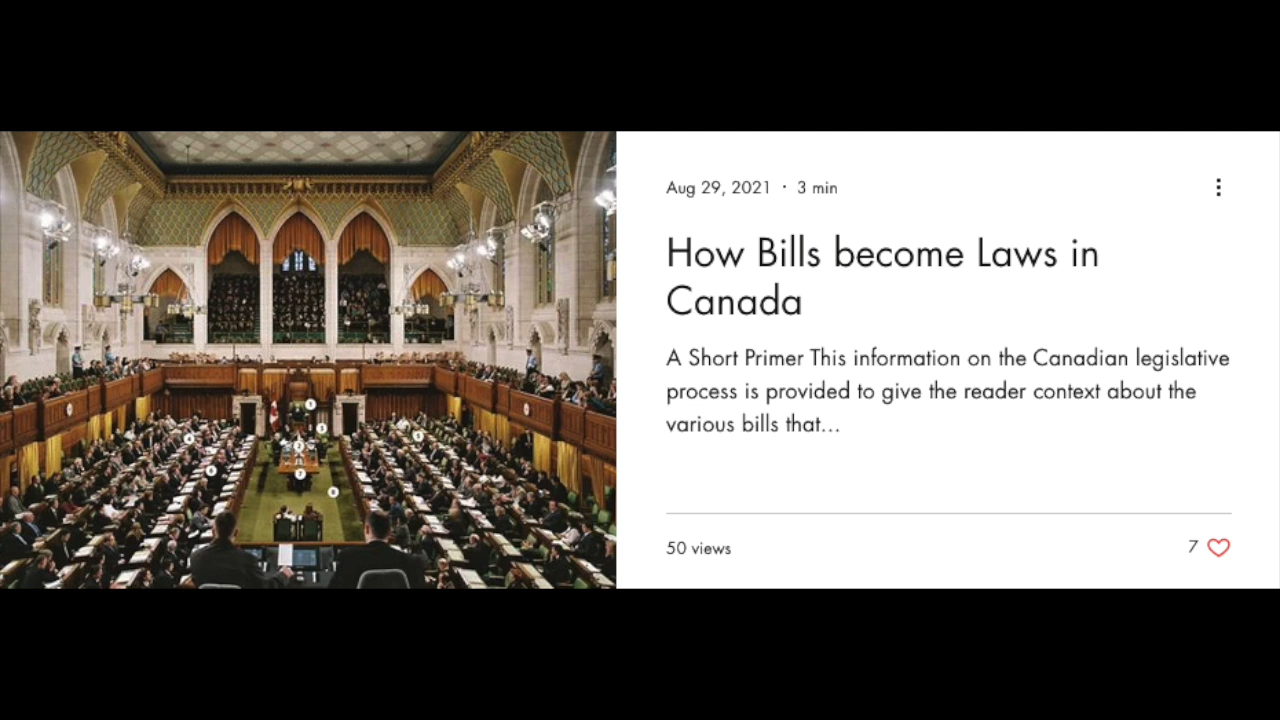 Aug 29, 2021 · 3 min
How Bills become Laws in
Canada
A Short Primer This information on the Canadian legislative
process is provided to give the reader context about the
various bills that...
50 views
7